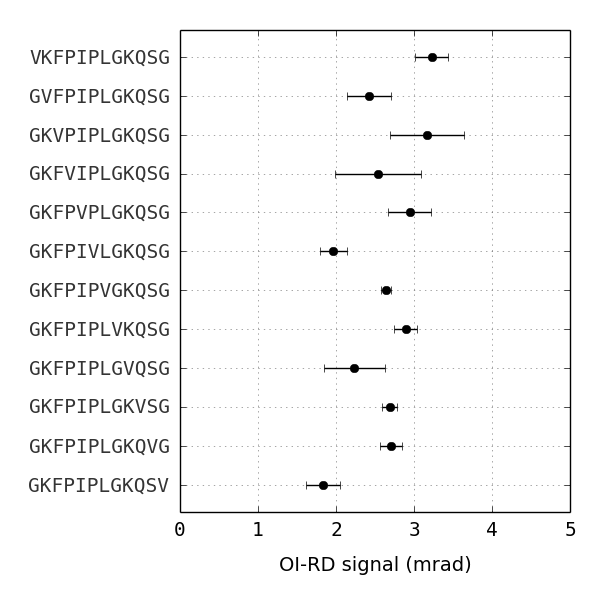 VKFPIPLGKQSG
GVFPIPLGKQSG
GKVPIPLGKQSG
GKFVIPLGKQSG
GKFPVPLGKQSG
GKFPIVLGKQSG
GKFPIPVGKQSG
GKFPIPLVKQSG
GKFPIPLGVQSG
GKFPIPLGKVSG
GKFPIPLGKQVG
GKFPIPLGKQSV
0 1 2 3 4 5
OI-RD signal (mrad)